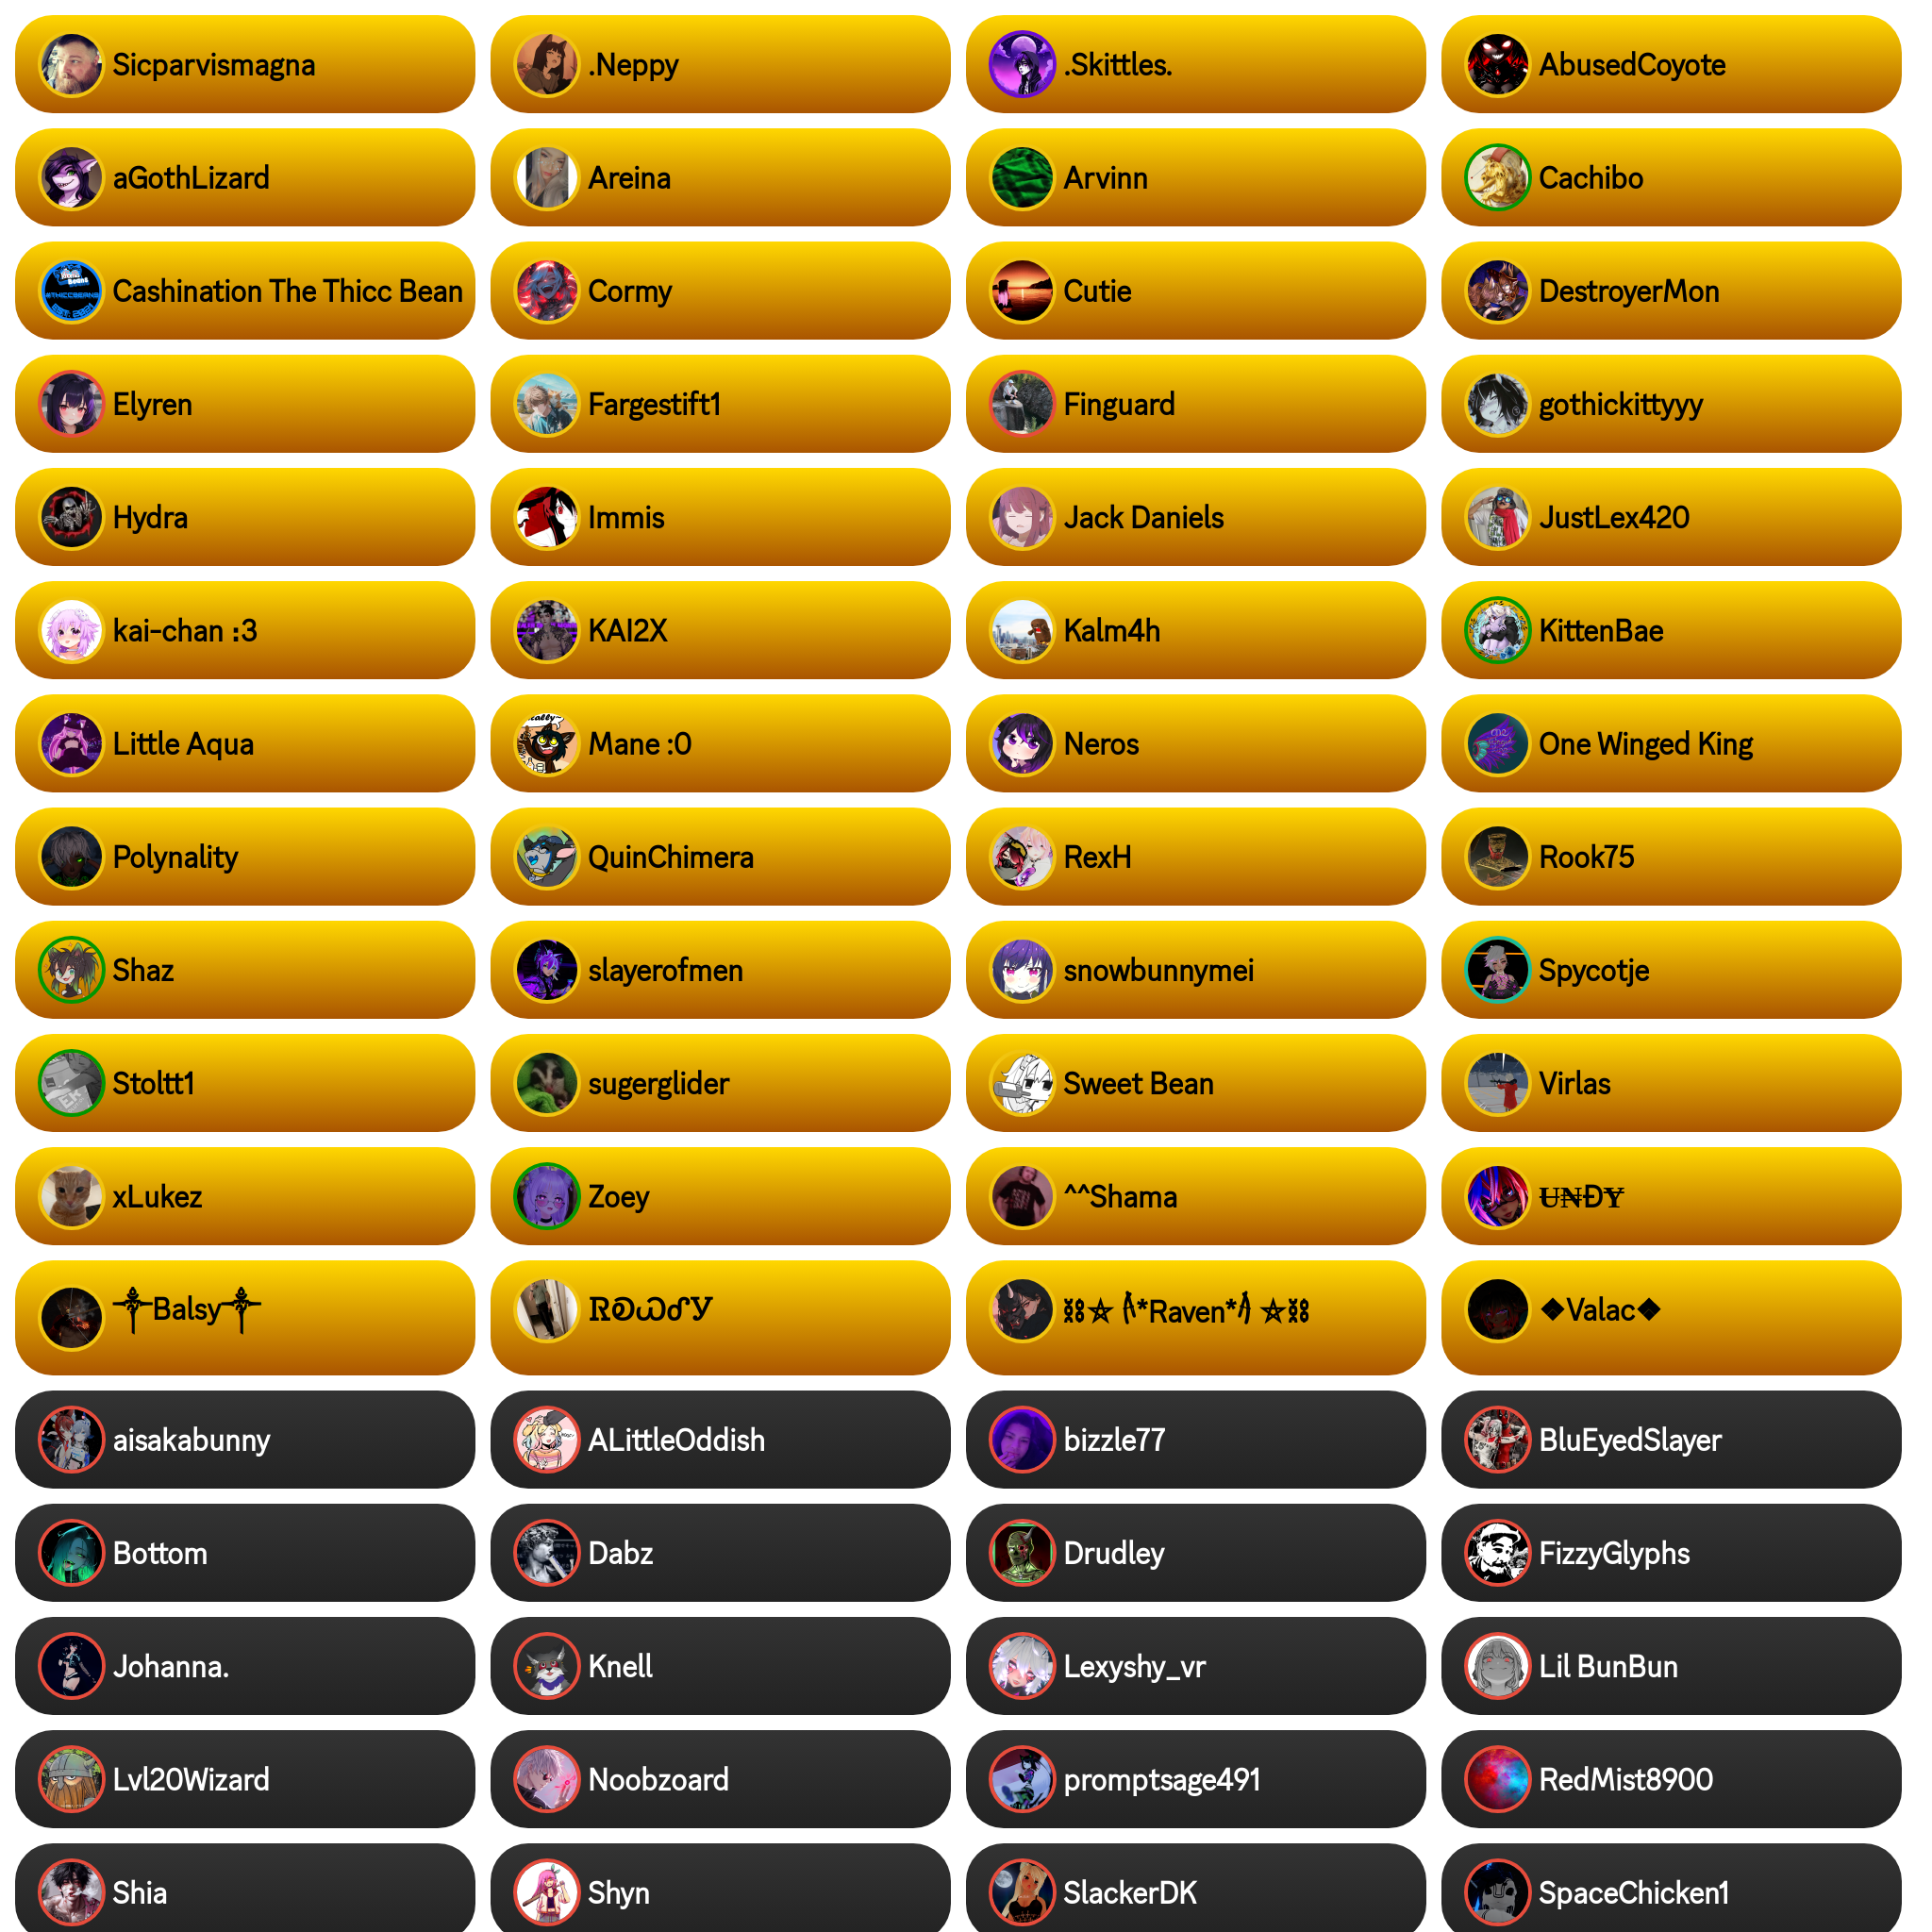 Sicparvismagna
.Neppy
.Skittles.
AbusedCoyote
aGothLizard
Areina
Arvinn
Cachibo
Cashination The Thicc Bean
Cormy
Cutie
DestroyerMon
Elyren
Fargestift1
Finguard
gothickittyyy
Hydra
Immis
Jack Daniels
JustLex420
kai-chan :3
KAI2X
Kalm4h
KittenBae
Little Aqua
Mane :0
Neros
One Winged King
Polynality
QuinChimera
RexH
Rook75
Shaz
slayerofmen
snowbunnymei
Spycotje
Stoltt1
sugerglider
Sweet Bean
Virlas
xLukez
Zoey
^^Shama
U̶N̶ĐɎ
Balsy
*Raven*
❖Valac❖
aisakabunny
ALittleOddish
bizzle77
BluEyedSlayer
Bottom
Dabz
Drudley
FizzyGlyphs
Johanna.
Knell
Lexyshy_vr
Lil BunBun
Lvl20Wizard
Noobzoard
promptsage491
RedMist8900
Shia
Shyn
SlackerDK
SpaceChicken1